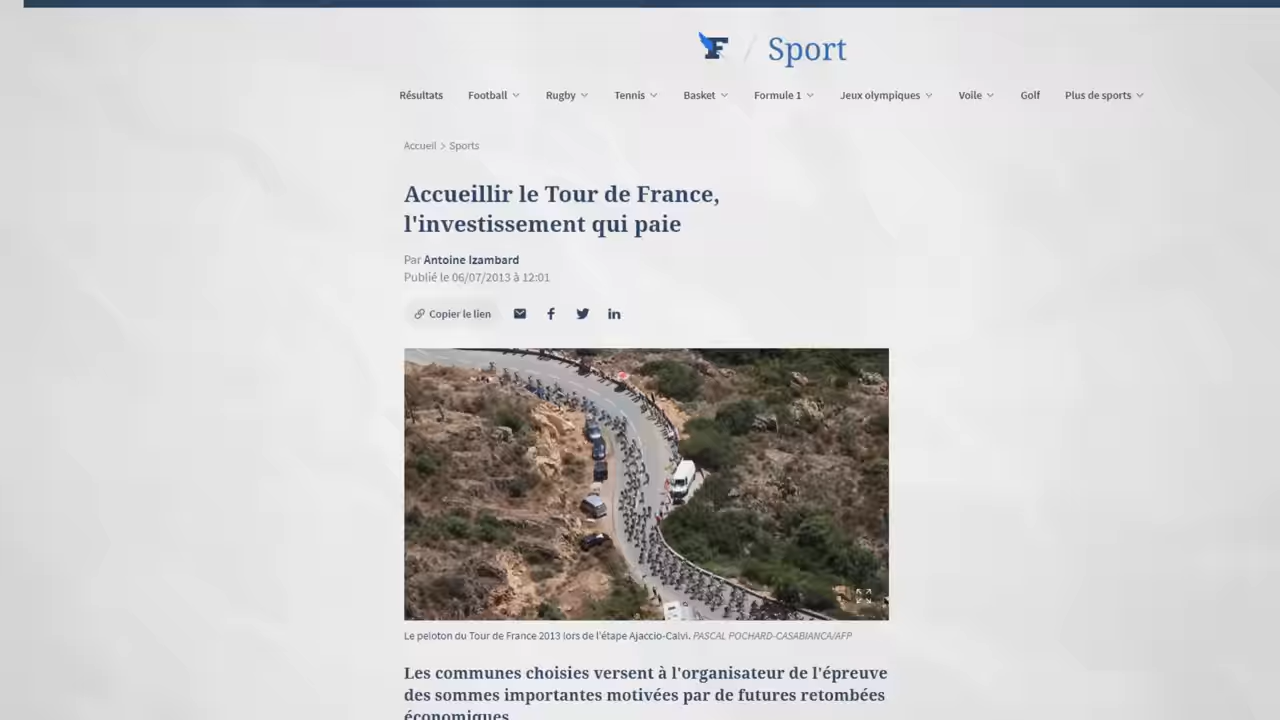 F / Sport
Résultats Football Rugby Tennis Basket Formule 1 Jeux olympiques Voile Golf Plus de sports
Accueil > Sports
Accueillir le Tour de France,
l'investissement qui paie
Par Antoine Izambard
Publié le 06/07/2013 à 12:01
Copier le lien
Le peloton du Tour de France 2013 lors de l'étape Ajaccio-Calvi. PASCAL POCHARD-CASABIANCA/AFP
Les communes choisies versent à l'organisateur de l'épreuve
des sommes importantes motivées par de futures retombées
économiques.